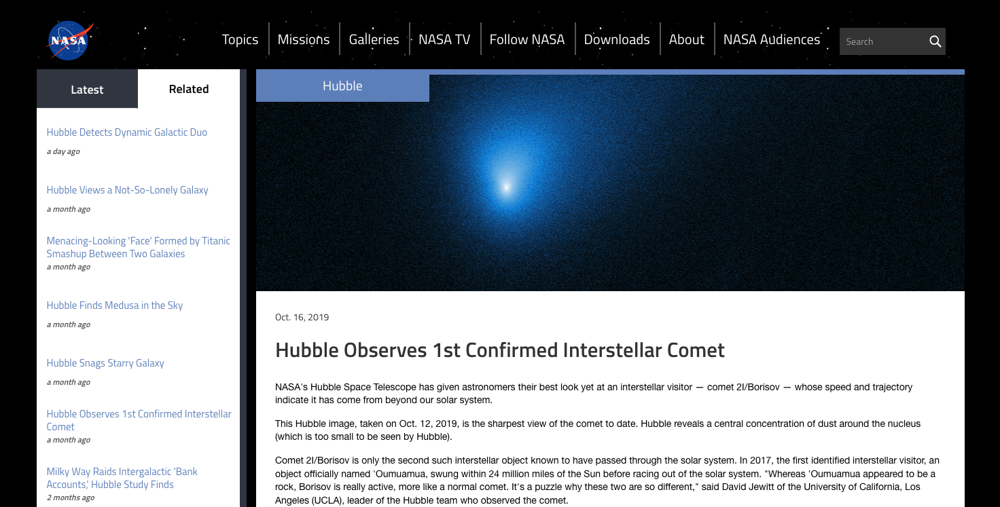 NASA
Topics
Missions
Galleries
NASA TV
Follow NASA
Downloads
About
NASA Audiences
Search
Latest
Related
Hubble Detects Dynamic Galactic Duo
a day ago
Hubble Views a Not-So-Lonely Galaxy
a month ago
Menacing-Looking 'Face' Formed by Titanic
Smashup Between Two Galaxies
a month ago
Hubble Finds Medusa in the Sky
a month ago
Hubble Snags Starry Galaxy
a month ago
Hubble Observes 1st Confirmed Interstellar
Comet
a month ago
Milky Way Raids Intergalactic 'Bank
Accounts,' Hubble Study Finds
2 months ago
Hubble
Oct. 16, 2019
Hubble Observes 1st Confirmed Interstellar Comet
NASA's Hubble Space Telescope has given astronomers their best look yet at an interstellar visitor — comet 2I/Borisov — whose speed and trajectory
indicate it has come from beyond our solar system.
This Hubble image, taken on Oct. 12, 2019, is the sharpest view of the comet to date. Hubble reveals a central concentration of dust around the nucleus
(which is too small to be seen by Hubble).
Comet 2I/Borisov is only the second such interstellar object known to have passed through the solar system. In 2017, the first identified interstellar visitor, an
object officially named 'Oumuamua, swung within 24 million miles of the Sun before racing out of the solar system. "Whereas 'Oumuamua appeared to be a
rock, Borisov is really active, more like a normal comet. It's a puzzle why these two are so different," said David Jewitt of the University of California, Los
Angeles (UCLA), leader of the Hubble team who observed the comet.